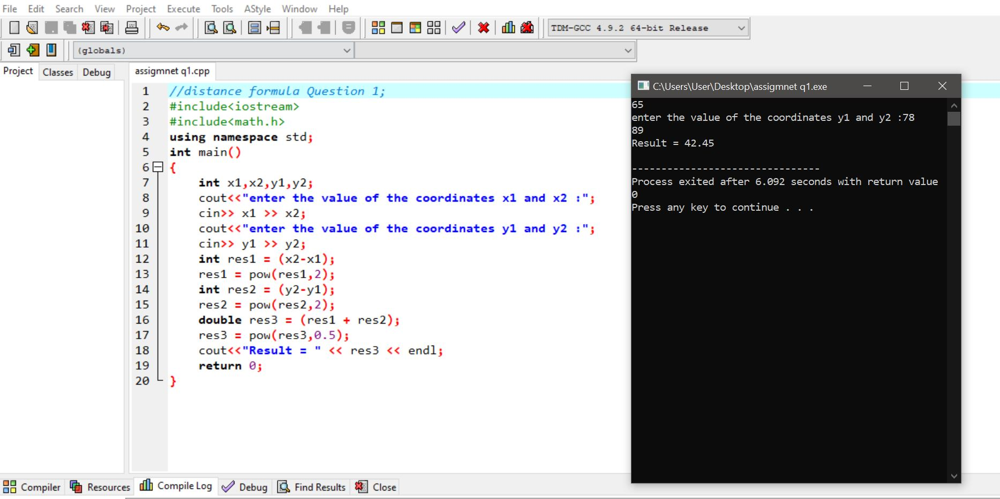 File Edit Search View Project Execute Tools AStyle Window Help
TDM-GCC 4.9.2 64-bit Release
(globals)
Project Classes Debug
assigmnet q1.cpp
1 //distance formula Question 1;
2 #include<iostream>
3 #include<math.h>
4 using namespace std;
5 int main()
6 {
7 int x1,x2,y1,y2;
8 cout<<"enter the value of the coordinates x1 and x2 :";
9 cin>> x1 >> x2;
10 cout<<"enter the value of the coordinates y1 and y2 :";
11 cin>> y1 >> y2;
12 int res1 = (x2-x1);
13 res1 = pow(res1,2);
14 int res2 = (y2-y1);
15 res2 = pow(res2,2);
16 double res3 = (res1 + res2);
17 res3 = pow(res3,0.5);
18 cout<<"Result = " << res3 << endl;
19 return 0;
20 }
C:\Users\User\Desktop\assigmnet q1.exe
65
enter the value of the coordinates y1 and y2 :78
89
Result = 42.45
--------------------------------
Process exited after 6.092 seconds with return value
0
Press any key to continue . . .
Compiler Resources Compile Log Debug Find Results Close